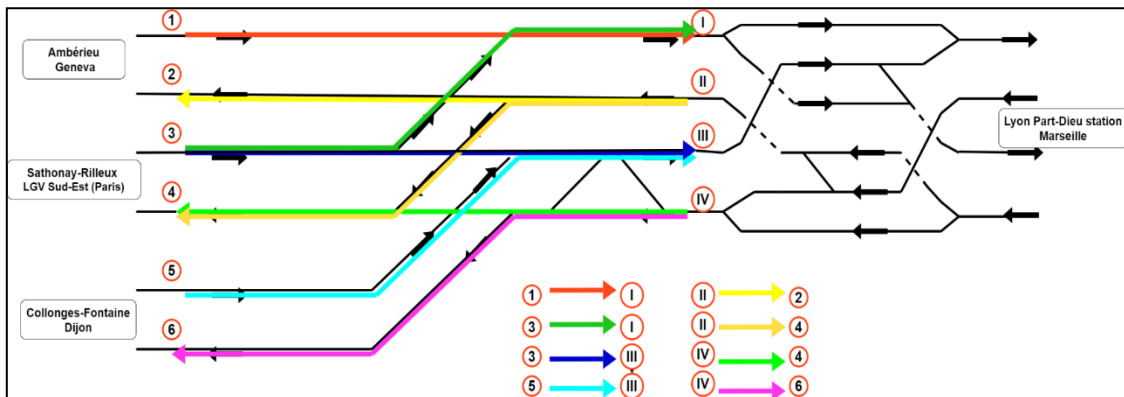 1
I
Ambérieu
Geneva
2
II
3
III
Lyon Part-Dieu station
Marseille
Sathonay-Rilleux
LGV Sud-Est (Paris)
4
IV
5
Collonges-Fontaine
Dijon
6
1 I
3 I
3 III
5 III
II 2
II 4
IV 4
IV 6